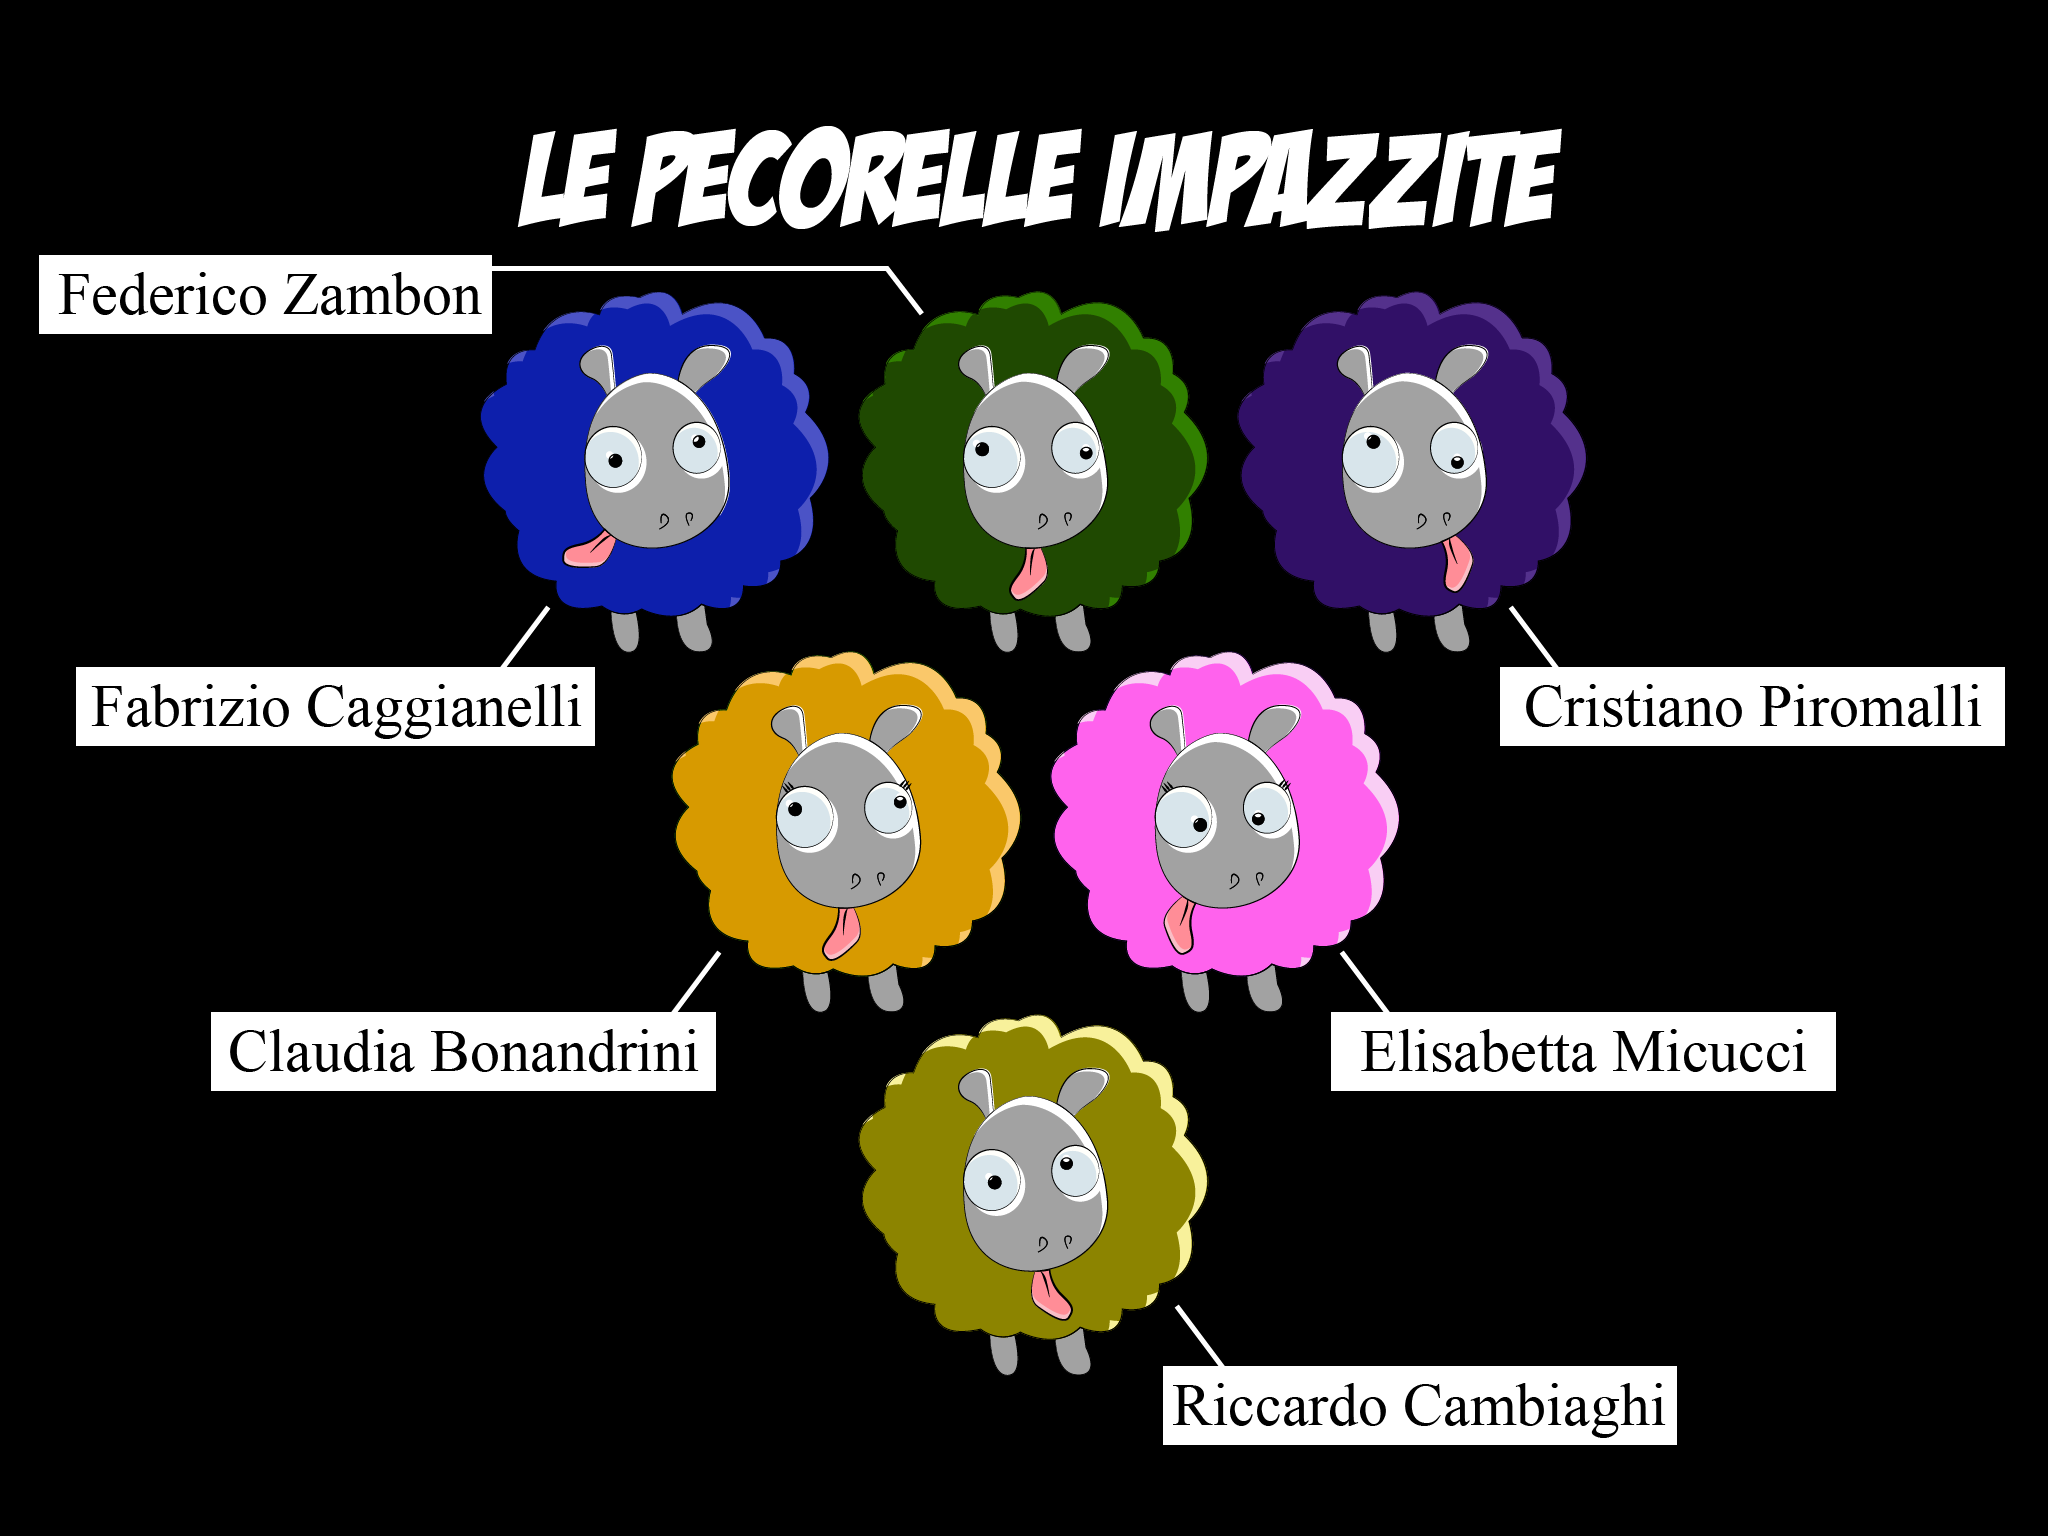 LE PECORELLE IMPAZZITE
Federico Zambon
Fabrizio Caggianelli
Cristiano Piromalli
Claudia Bonandrini
Elisabetta Micucci
Riccardo Cambiaghi